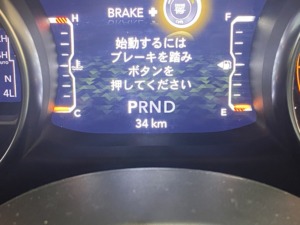 BRAKE +
H
F
始動するには
ブレーキを踏み
ボタンを
押してください
N
4L
PRND
C
E
34 km